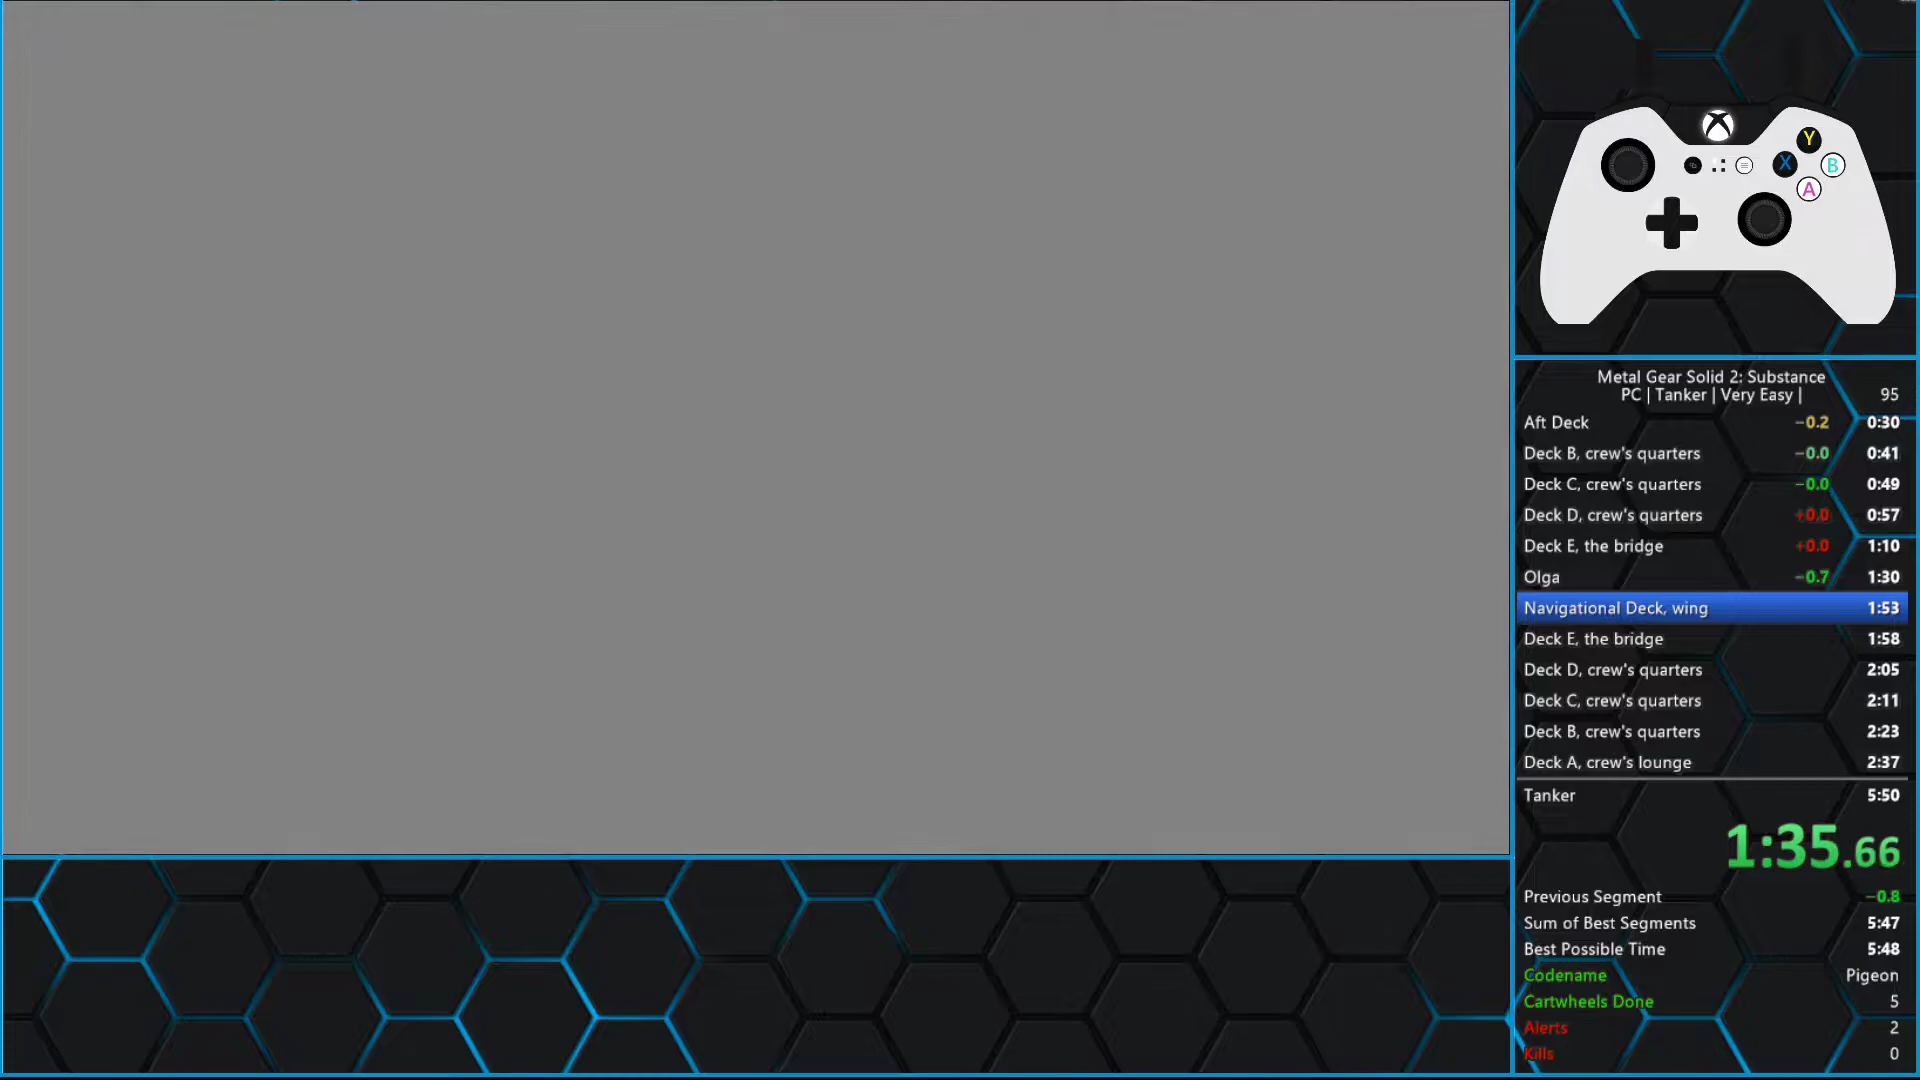 Y
X
B
A
Metal Gear Solid 2: Substance
PC | Tanker | Very Easy | 95
Aft Deck −0.2 0:30
Deck B, crew's quarters −0.0 0:41
Deck C, crew's quarters −0.0 0:49
Deck D, crew's quarters +0.0 0:57
Deck E, the bridge +0.0 1:10
Olga −0.7 1:30
Navigational Deck, wing 1:53
Deck E, the bridge 1:58
Deck D, crew's quarters 2:05
Deck C, crew's quarters 2:11
Deck B, crew's quarters 2:23
Deck A, crew's lounge 2:37
Tanker 5:50
1:35.66
Previous Segment −0.8
Sum of Best Segments 5:47
Best Possible Time 5:48
Codename Pigeon
Cartwheels Done 5
Alerts 2
Kills 0